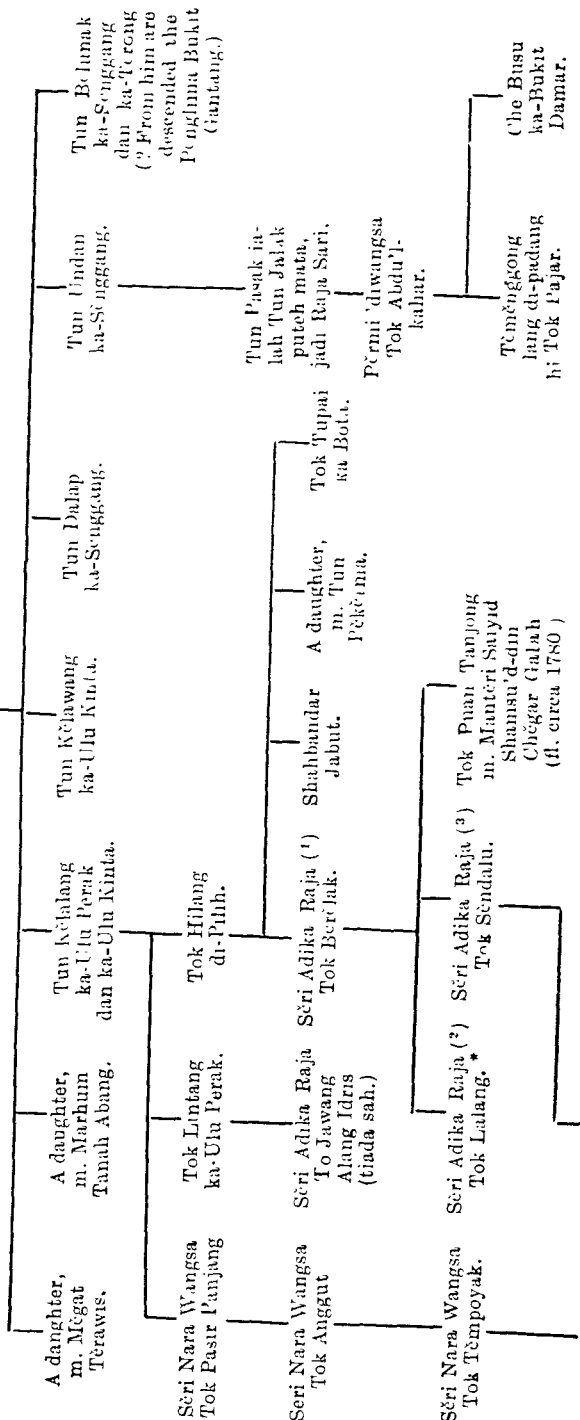 A danghter,
m. Mĕgat
Tĕrawis.
A daughter,
m. Marhum
Tanah Abang.
Tun Kĕlalang
ka-Ulu Perak
dan ka-Ulu Kinta.
Tun Kĕlawang
ka-Ulu Kinta.
Tun Dalap
ka-Senggang.
Tun Undan
ka-Senggang.
Tun Belunak
ka-Senggang
dan ka-Terong
(? From him are
descended the
Penglima Bukit
Gantang.)
Sĕri Nara Wangsa
Tok Pasir Panjang
Tok Lintang
ka-Ulu Perak.
Tok Hilang
di-Pilih.
Tun Pasak ia-
lah Tun Jalak
puteh mata,
jadi Raja Sari.
Seri Nara Wangsa
Tok Anggut
Sĕri Adika Raja
To Jawang
Alang Idris
(tiada sah.)
Sĕri Adika Raja (1)
Tok Berĕlak.
Shahbandar
Jabut.
A daughter,
m. Tun
Pĕkĕrma.
Tok Tupai
ka Bota.
Pĕrmi 'diwangsa
Tok Abdu'l-
kahar.
Sĕri Nara Wangsa
Tok Tĕmpoyak.
Sĕri Adika Raja (2)
Tok Lalang.*
Sĕri Adika Raja (3)
Tok Sĕndalu.
Tok Puan Tanjong
m. Mantĕri Saiyid
Shamsu'd-din
Chĕgar Galah
(fl. circa 1780)
Tĕmĕnggong
lang di-padang
hi Tok Pajar.
Che Busu
ka-Bukit
Damar.